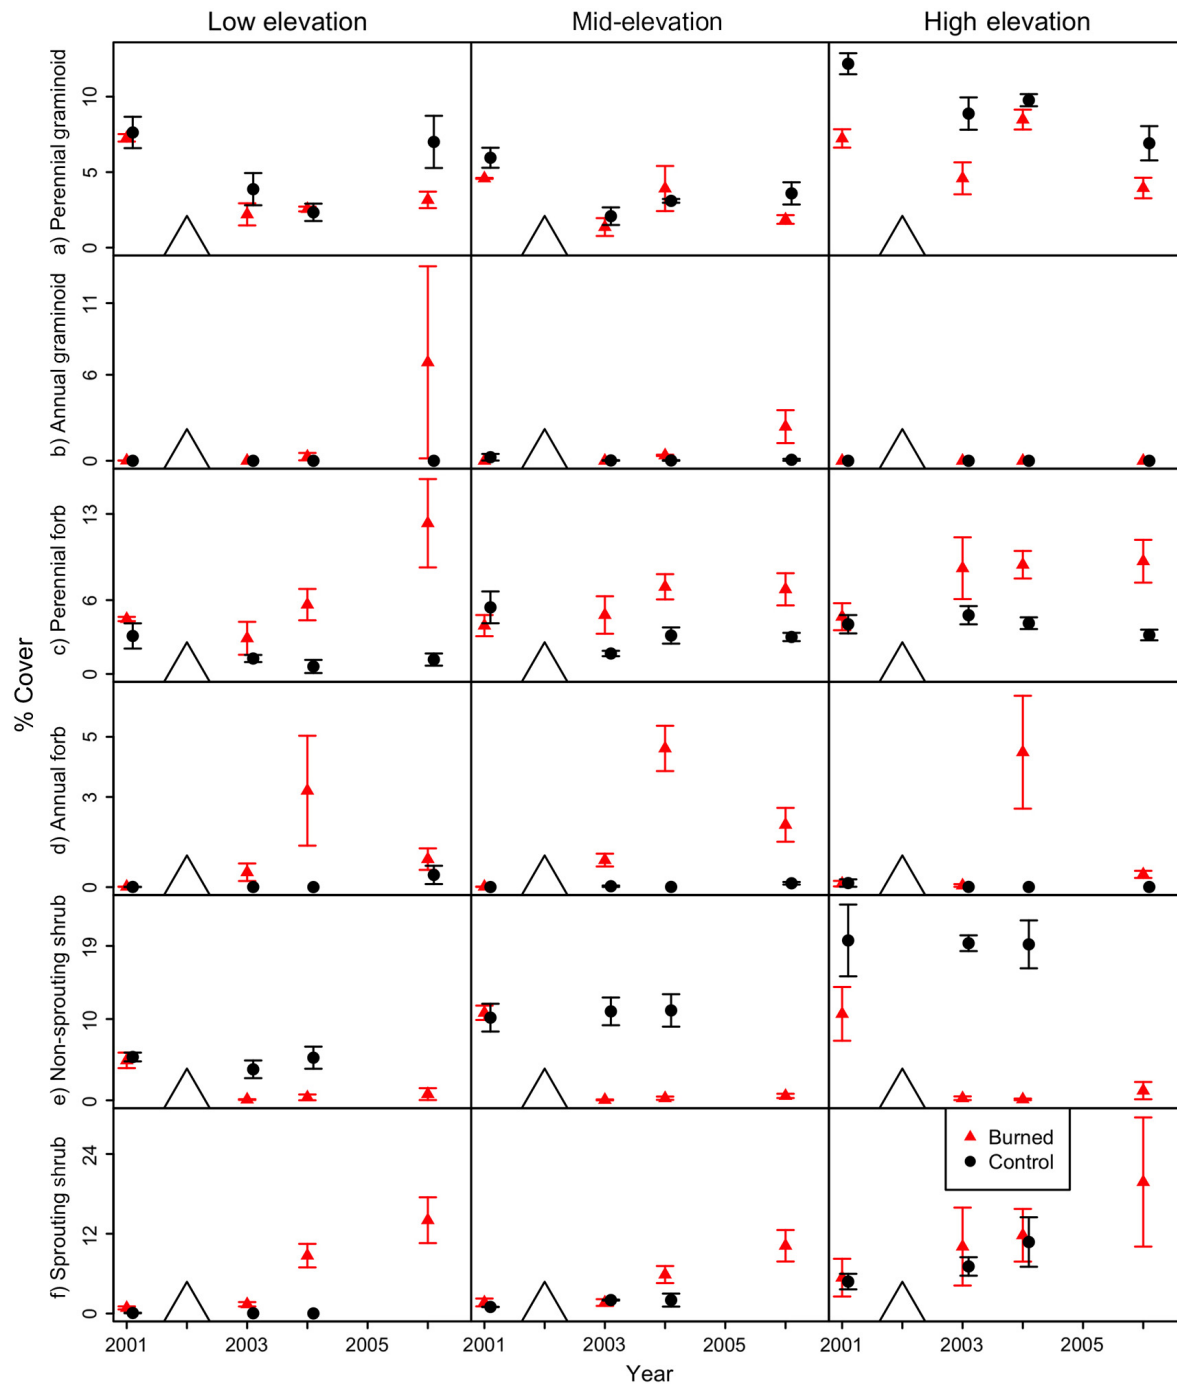 Low elevation
Mid-elevation
High elevation
% Cover
a) Perennial graminoid
10
5
0
b) Annual graminoid
11
6
0
c) Perennial forb
13
6
0
d) Annual forb
5
3
0
e) Non-sprouting shrub
19
10
0
f) Sprouting shrub
24
12
0
Burned
Control
2001 2003 2005 2001 2003 2005 2001 2003 2005
Year